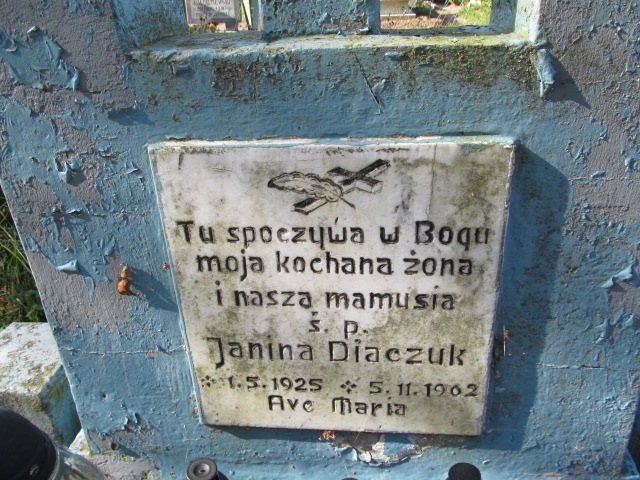 Tu spoczywa w Bogu
moja kochana żona
i nasza mamusia
ś. p.
Janina Diaczuk
* 1.5.1925 * 5.11.1962
Ave Maria